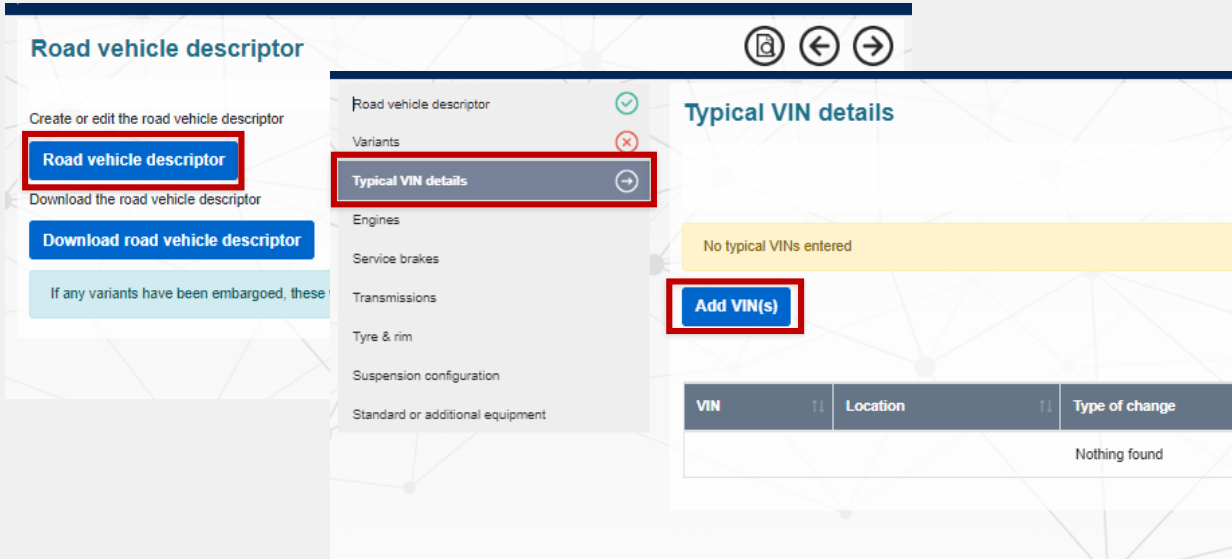 Road vehicle descriptor
Create or edit the road vehicle descriptor
Road vehicle descriptor
Download the road vehicle descriptor
Download road vehicle descriptor
If any variants have been embargoed, these
Road vehicle descriptor
Variants
Typical VIN details
Engines
Service brakes
Transmissions
Tyre & rim
Suspension configuration
Standard or additional equipment
Typical VIN details
No typical VINs entered
Add VIN(s)
VIN Location Type of change
Nothing found